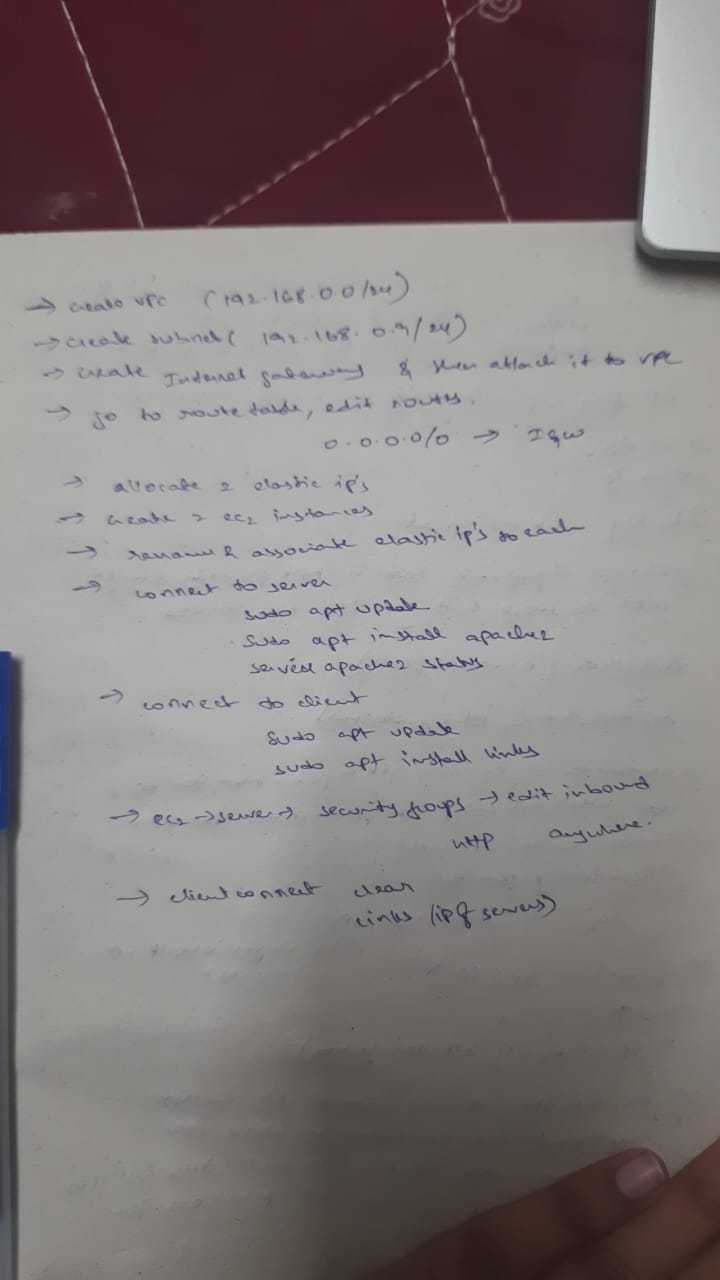 → create vpc (192.168.0.0/24)
→ create subnet ( 192.168.0.0/24)
→ create Internet gateway & then attach it to vpc
→ go to route table, edit routes.
0.0.0.0/0 → IGW
→ allocate 2 elastic ip's
→ create 2 ec2 instances
→ rename & associate elastic ip's to each
→ connect to server
sudo apt update
sudo apt install apache2
service apache2 status
→ connect to client
sudo apt update
sudo apt install links
→ ec2 → server → security groups → edit inbound
http anywhere.
→ client connect clear
links (ip of servers)